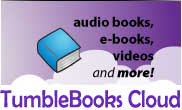 audio books,
e-books,
videos
and more!
TumbleBooks Cloud